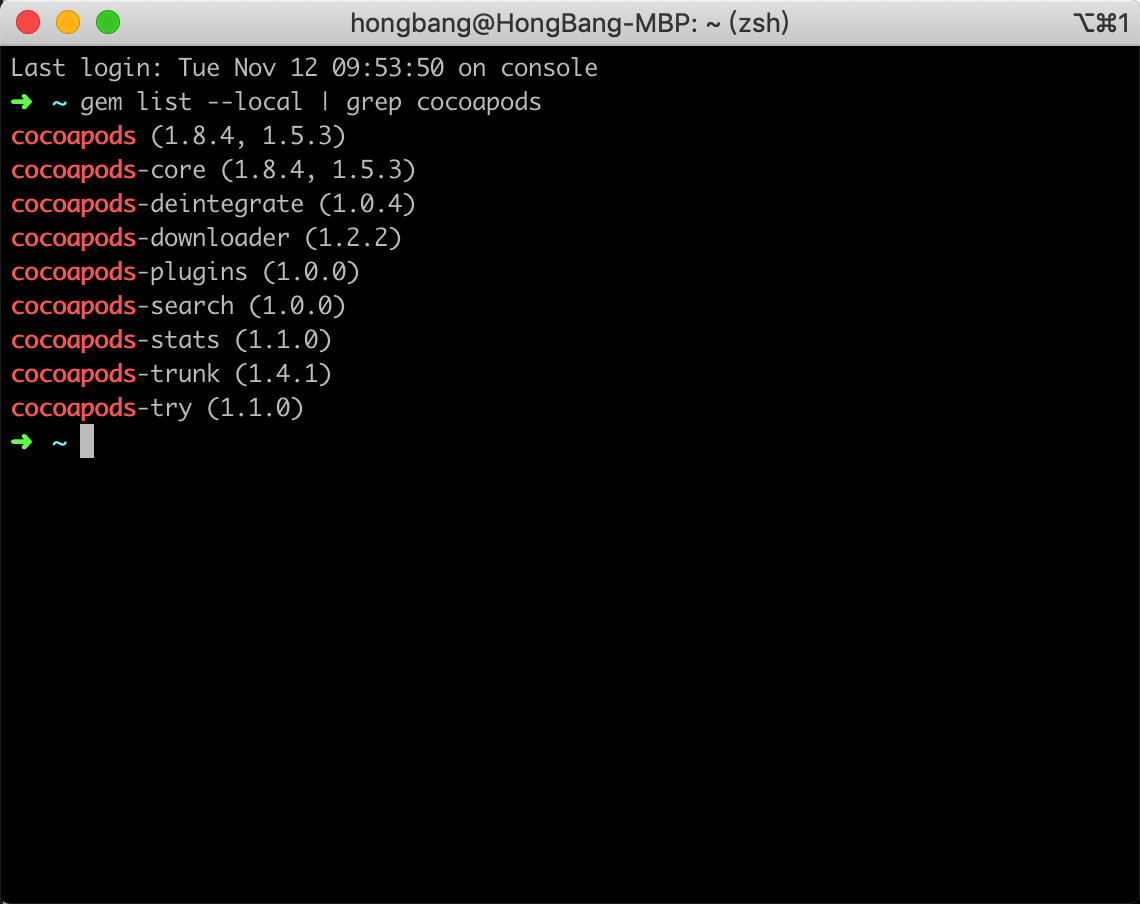 hongbang@HongBang-MBP: ~ (zsh) ⌥⌘1
Last login: Tue Nov 12 09:53:50 on console
➜ ~ gem list --local | grep cocoapods
cocoapods (1.8.4, 1.5.3)
cocoapods-core (1.8.4, 1.5.3)
cocoapods-deintegrate (1.0.4)
cocoapods-downloader (1.2.2)
cocoapods-plugins (1.0.0)
cocoapods-search (1.0.0)
cocoapods-stats (1.1.0)
cocoapods-trunk (1.4.1)
cocoapods-try (1.1.0)
➜ ~